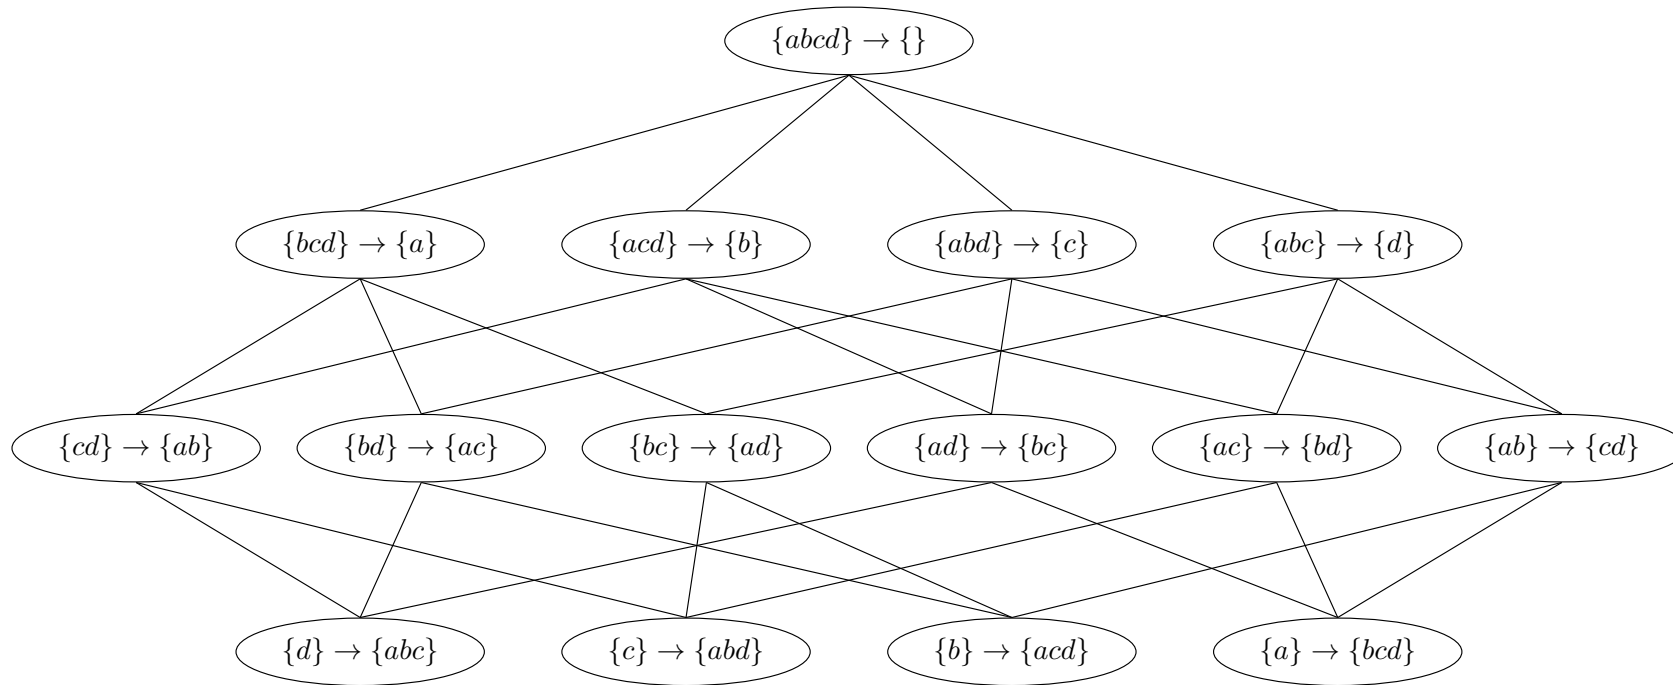 {abcd} → {}
{bcd} → {a}
{acd} → {b}
{abd} → {c}
{abc} → {d}
{cd} → {ab}
{bd} → {ac}
{bc} → {ad}
{ad} → {bc}
{ac} → {bd}
{ab} → {cd}
{d} → {abc}
{c} → {abd}
{b} → {acd}
{a} → {bcd}